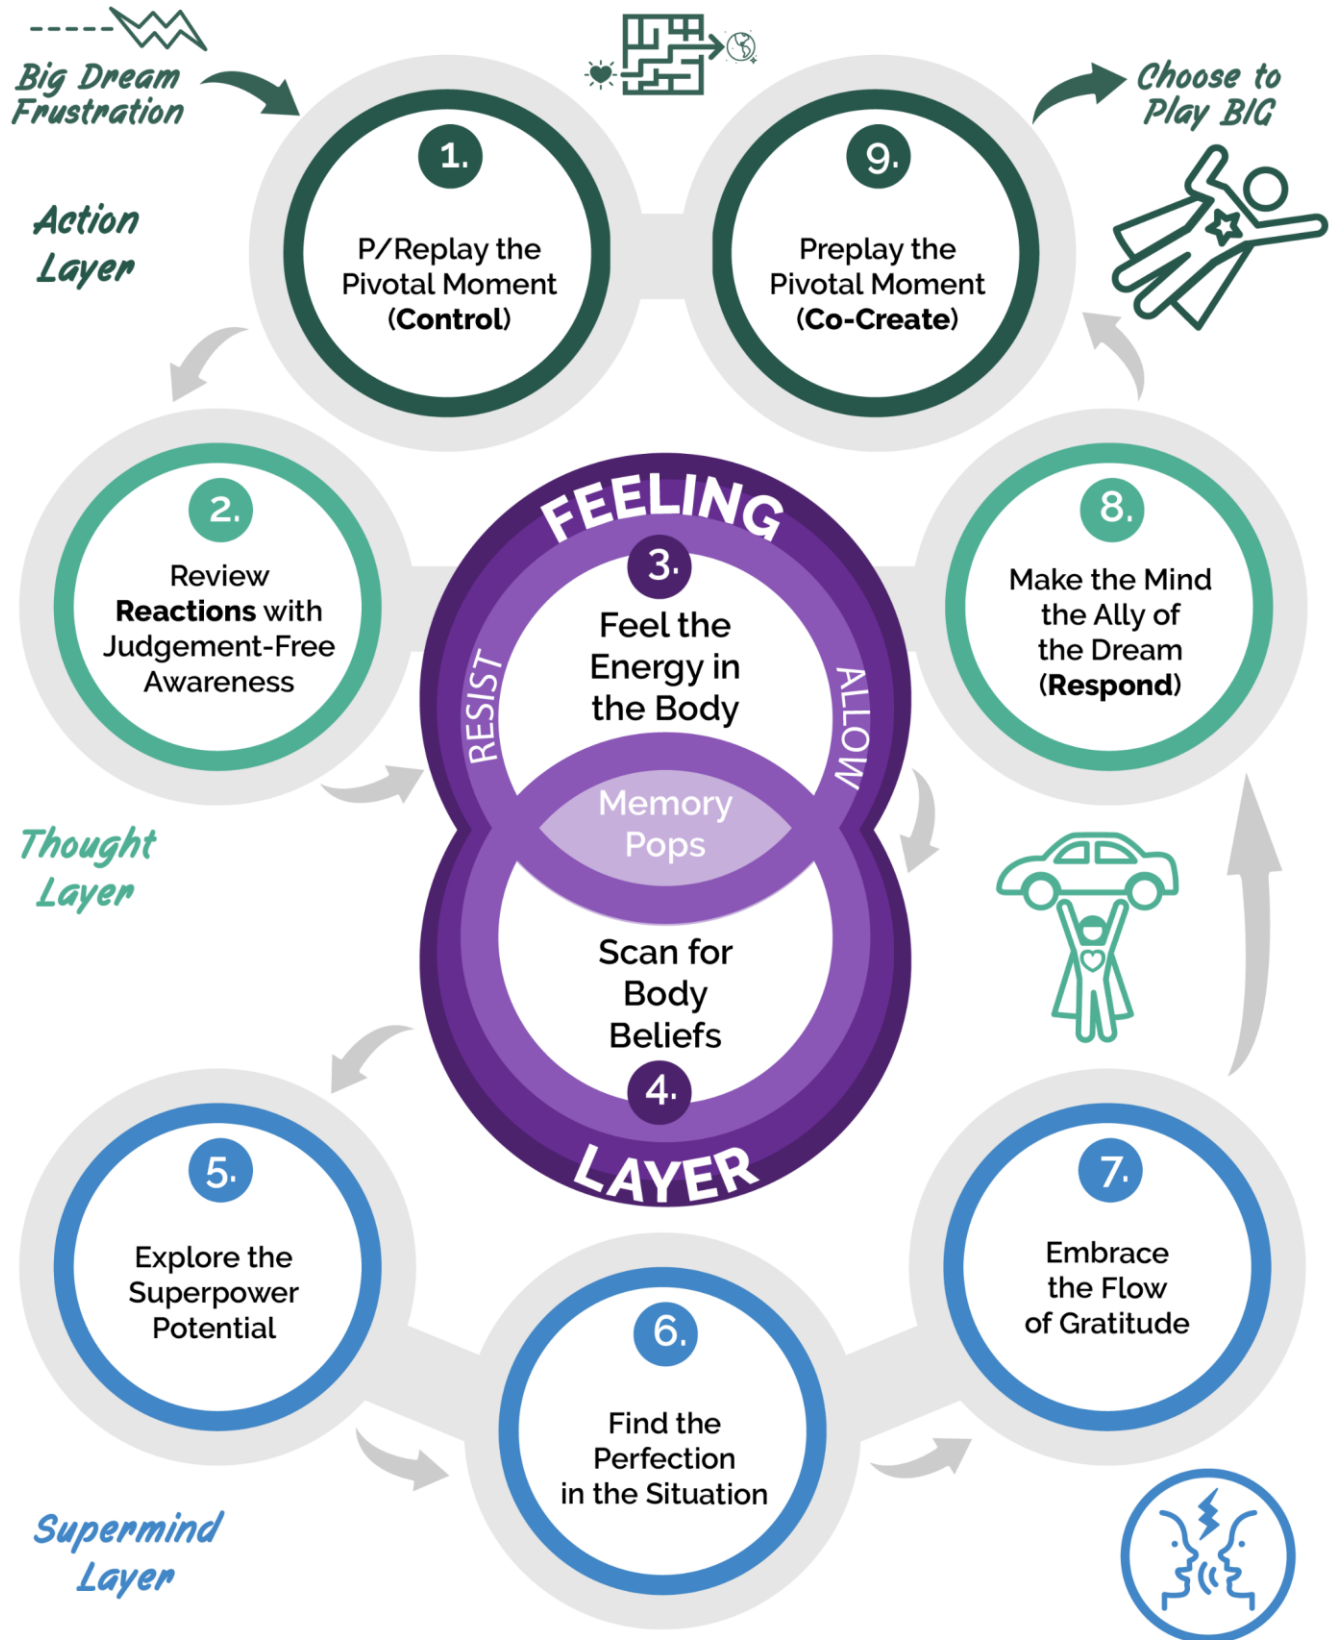 Big Dream
Frustration
Choose to
Play BIG
Action
Layer
1.
P/Replay the
Pivotal Moment
(Control)
9.
Preplay the
Pivotal Moment
(Co-Create)
2.
Review
Reactions with
Judgement-Free
Awareness
FEELING
3.
Feel the
Energy in
the Body
RESIST
ALLOW
Memory
Pops
Scan for
Body
Beliefs
4.
LAYER
8.
Make the Mind
the Ally of
the Dream
(Respond)
Thought
Layer
5.
Explore the
Superpower
Potential
6.
Find the
Perfection
in the Situation
7.
Embrace
the Flow
of Gratitude
Supermind
Layer